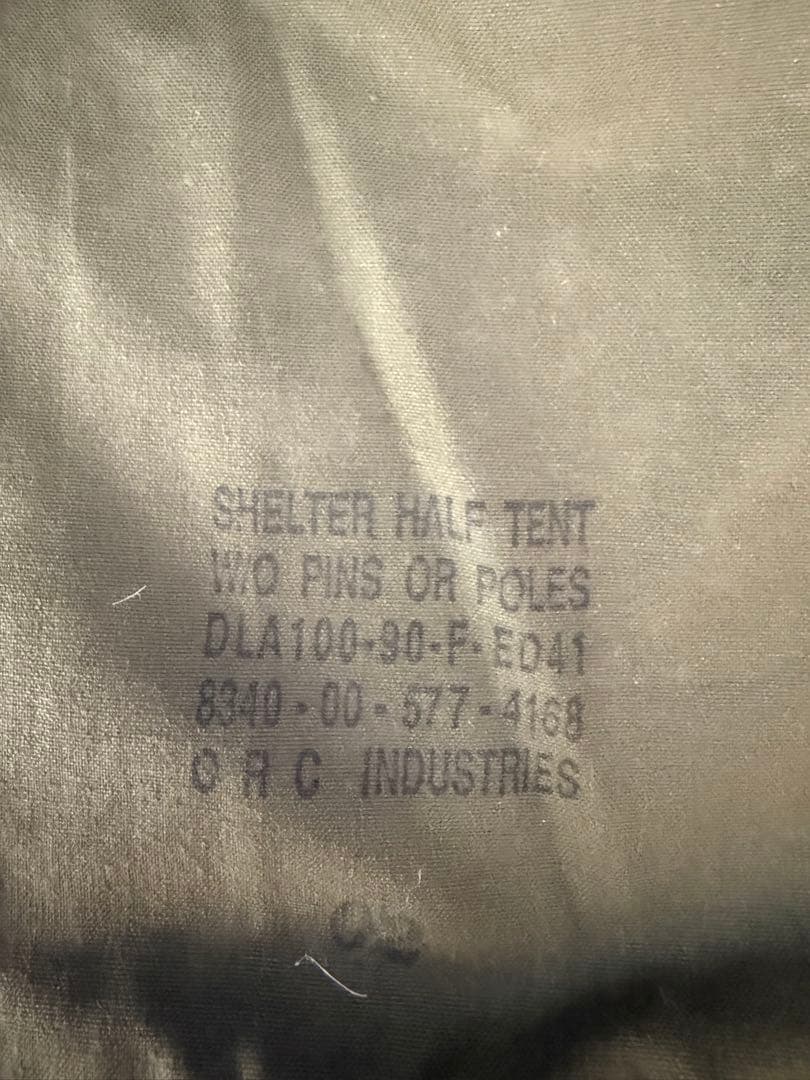 SHELTER HALF TENT
W/O PINS OR POLES
DLA100-90-F-ED41
8340-00-577-4168
O R C INDUSTRIES